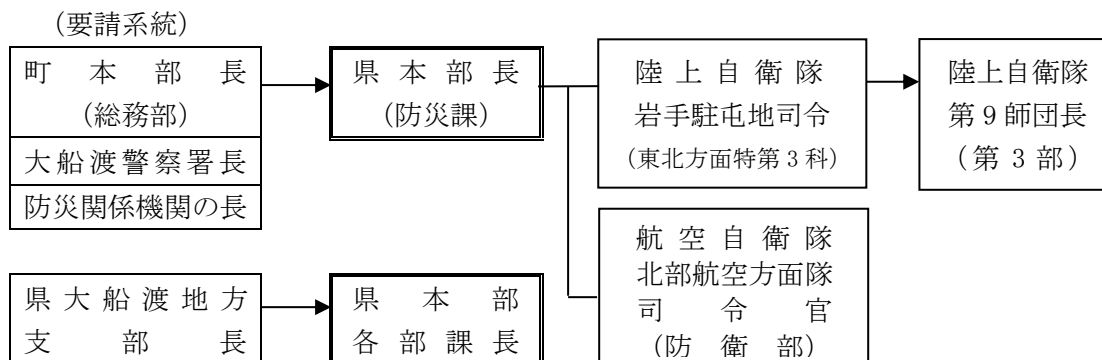 （要請系統）
町本部長
（総務部）
大船渡警察署長
防災関係機関の長
県本部長
（防災課）
陸上自衛隊
岩手駐屯地司令
（東北方面特第３科）
陸上自衛隊
第９師団長
（第３部）
航空自衛隊
北部航空方面隊
司令官
（防衛部）
県大船渡地方
支部長
県本部
各部課長